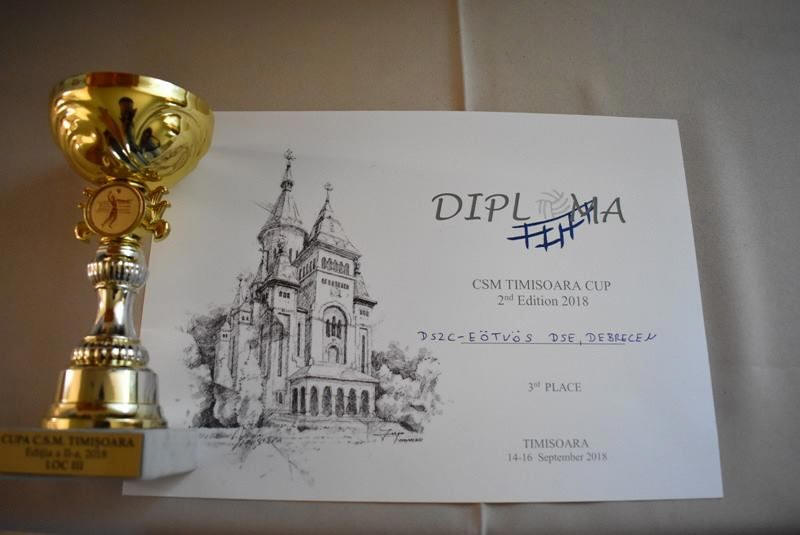 DIPLOMA
CSM TIMISOARA CUP
2nd Edition 2018
DSZC-EÖTVÖS DSE, DEBRECEN
3rd PLACE
TIMISOARA
14-16 September 2018
CUPA C.S.M. TIMIȘOARA
Ediția a II-a, 2018
LOC III